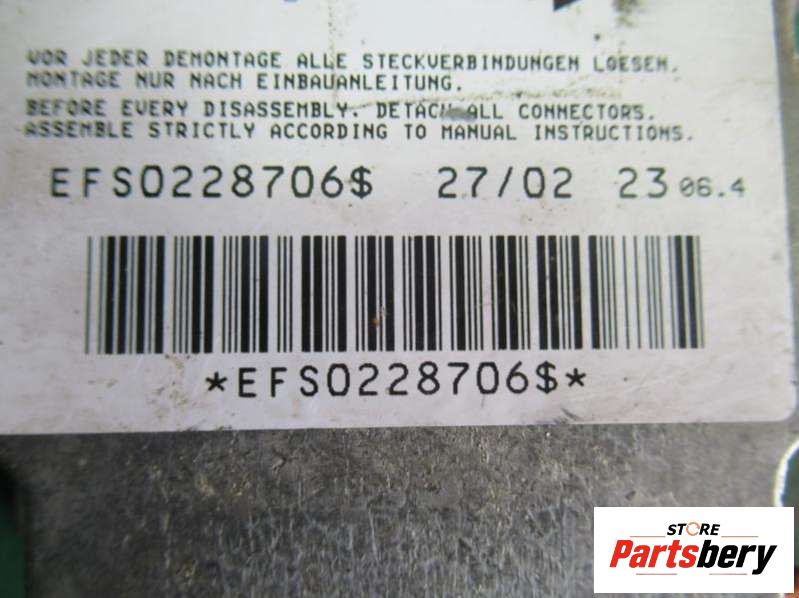 VOR JEDER DEMONTAGE ALLE STECKVERBINDUNGEN LOESEN.
MONTAGE NUR NACH EINBAUANLEITUNG.
BEFORE EVERY DISASSEMBLY. DETACH ALL CONNECTORS.
ASSEMBLE STRICTLY ACCORDING TO MANUAL INSTRUCTIONS.
EFS0228706$ 27/02 23 06.4
*EFS0228706$*
STORE
Partsbery